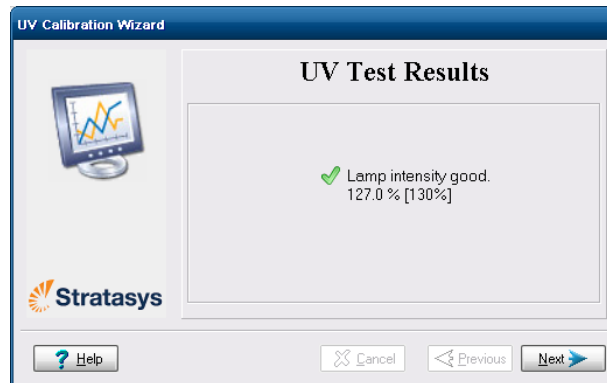 UV Calibration Wizard
UV Test Results
Lamp intensity good.
127.0 % [130%]
Stratasys
? Help
Cancel
Previous
Next